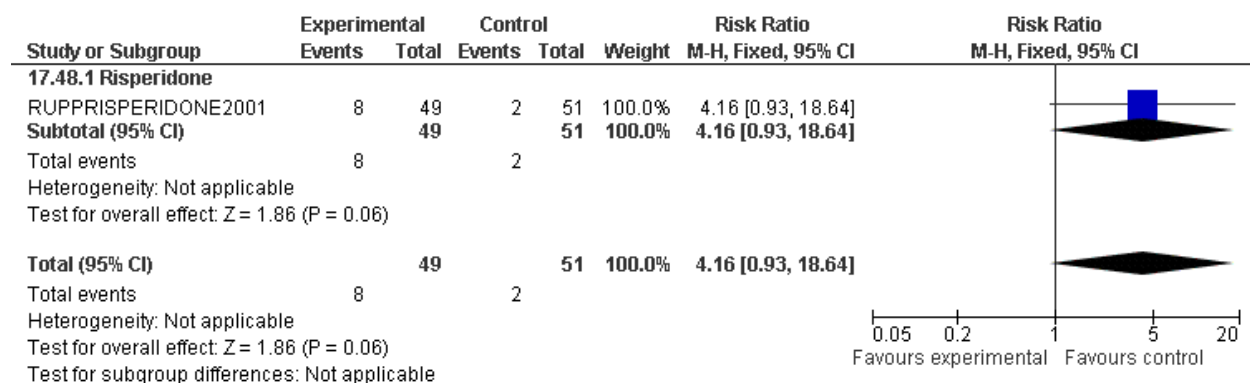 Experimental Control Risk Ratio Risk Ratio
Study or Subgroup Events Total Events Total Weight M-H, Fixed, 95% CI M-H, Fixed, 95% CI
17.48.1 Risperidone
RUPPRISPERIDONE2001 8 49 2 51 100.0% 4.16 [0.93, 18.64]
Subtotal (95% CI) 49 51 100.0% 4.16 [0.93, 18.64]
Total events 8 2
Heterogeneity: Not applicable
Test for overall effect: Z = 1.86 (P = 0.06)
Total (95% CI) 49 51 100.0% 4.16 [0.93, 18.64]
Total events 8 2
Heterogeneity: Not applicable
Test for overall effect: Z = 1.86 (P = 0.06)
Test for subgroup differences: Not applicable
0.05 0.2 1 5 20
Favours experimental Favours control